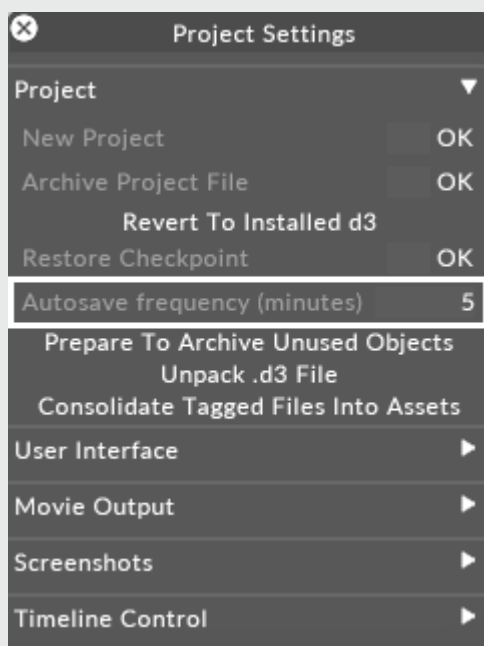 Project Settings
Project
New Project OK
Archive Project File OK
Revert To Installed d3
Restore Checkpoint OK
Autosave frequency (minutes) 5
Prepare To Archive Unused Objects
Unpack .d3 File
Consolidate Tagged Files Into Assets
User Interface
Movie Output
Screenshots
Timeline Control